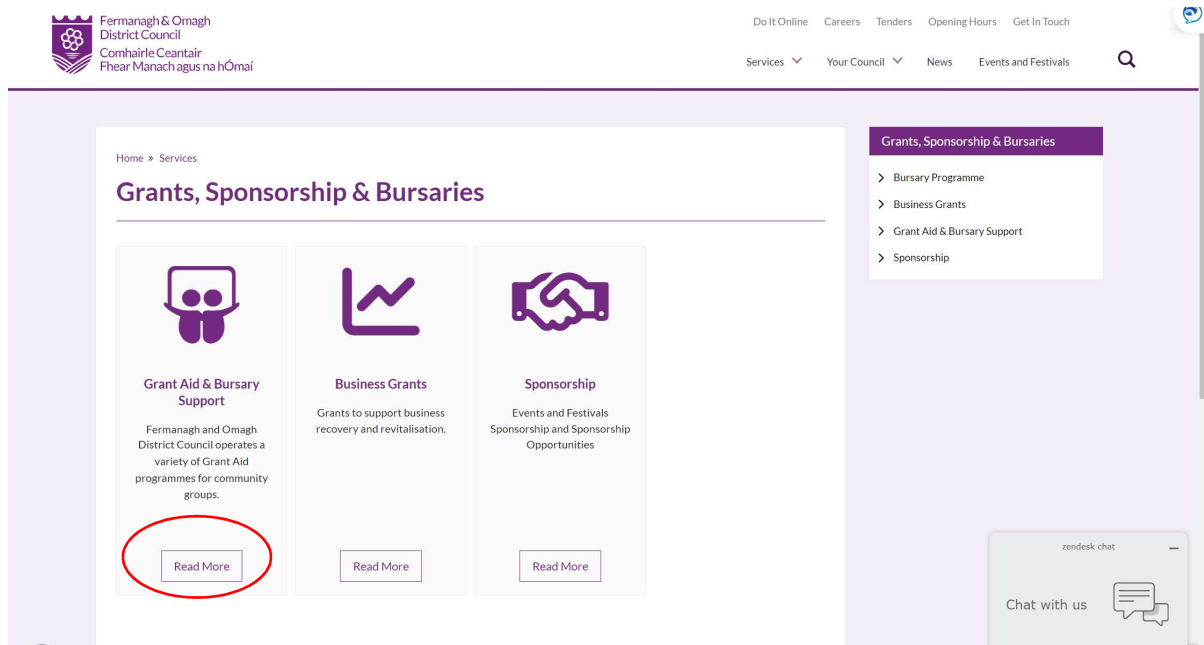 Fermanagh & Omagh
District Council
Comhairle Ceantair
Fhear Manach agus na hÓmaí
Do It Online Careers Tenders Opening Hours Get In Touch
Services Your Council News Events and Festivals
Home » Services
Grants, Sponsorship & Bursaries
Grant Aid & Bursary
Support
Fermanagh and Omagh
District Council operates a
variety of Grant Aid
programmes for community
groups.
Read More
Business Grants
Grants to support business
recovery and revitalisation.
Read More
Sponsorship
Events and Festivals
Sponsorship and Sponsorship
Opportunities
Read More
Grants, Sponsorship & Bursaries
Bursary Programme
Business Grants
Grant Aid & Bursary Support
Sponsorship
zendesk chat
Chat with us